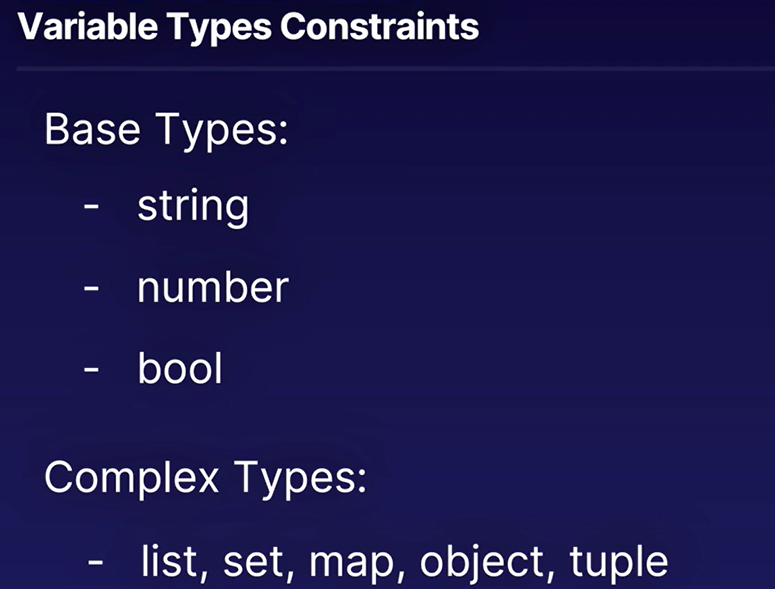 Variable Types Constraints
Base Types:
- string
- number
- bool
Complex Types:
- list, set, map, object, tuple